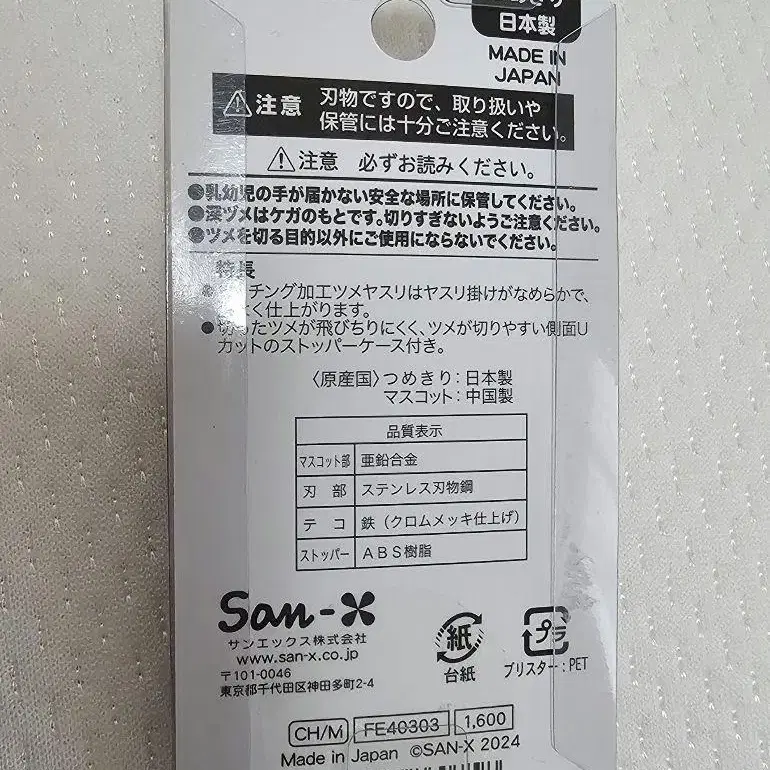 日本製
MADE IN
JAPAN
注意 刃物ですので、取り扱いや
保管には十分ご注意ください。
注意 必ずお読みください。
●乳幼児の手が届かない安全な場所に保管してください。
●深ヅメはケガのもとです。切りすぎないようご注意ください。
●ツメを切る目的以外にご使用にならないでください。
特長
チング加工ツメヤスリはヤスリ掛けがなめらかで、
く仕上がります。
●切ったツメが飛びちりにくく、ツメが切りやすい側面U
カットのストッパーケース付き。
〈原産国〉つめきり:日本製
マスコット:中国製
品質表示
マスコット部 亜鉛合金
刃 部 ステンレス刃物鋼
テ コ 鉄(クロムメッキ仕上げ)
ストッパー ABS樹脂
San-X
サンエックス株式会社
www.san-x.co.jp
〒101-0046
東京都千代田区神田多町2-4
紙
台紙
プラ
ブリスター:PET
CH/M FE40303 1,600
Made in Japan ©SAN-X 2024